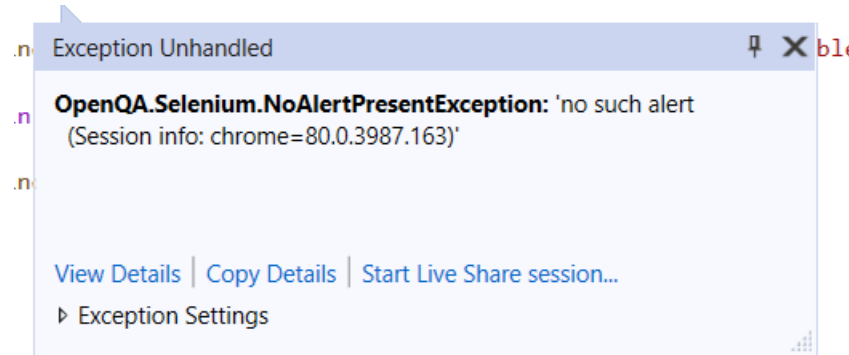 Exception Unhandled
OpenQA.Selenium.NoAlertPresentException: 'no such alert
(Session info: chrome=80.0.3987.163)'
View Details | Copy Details | Start Live Share session...
Exception Settings